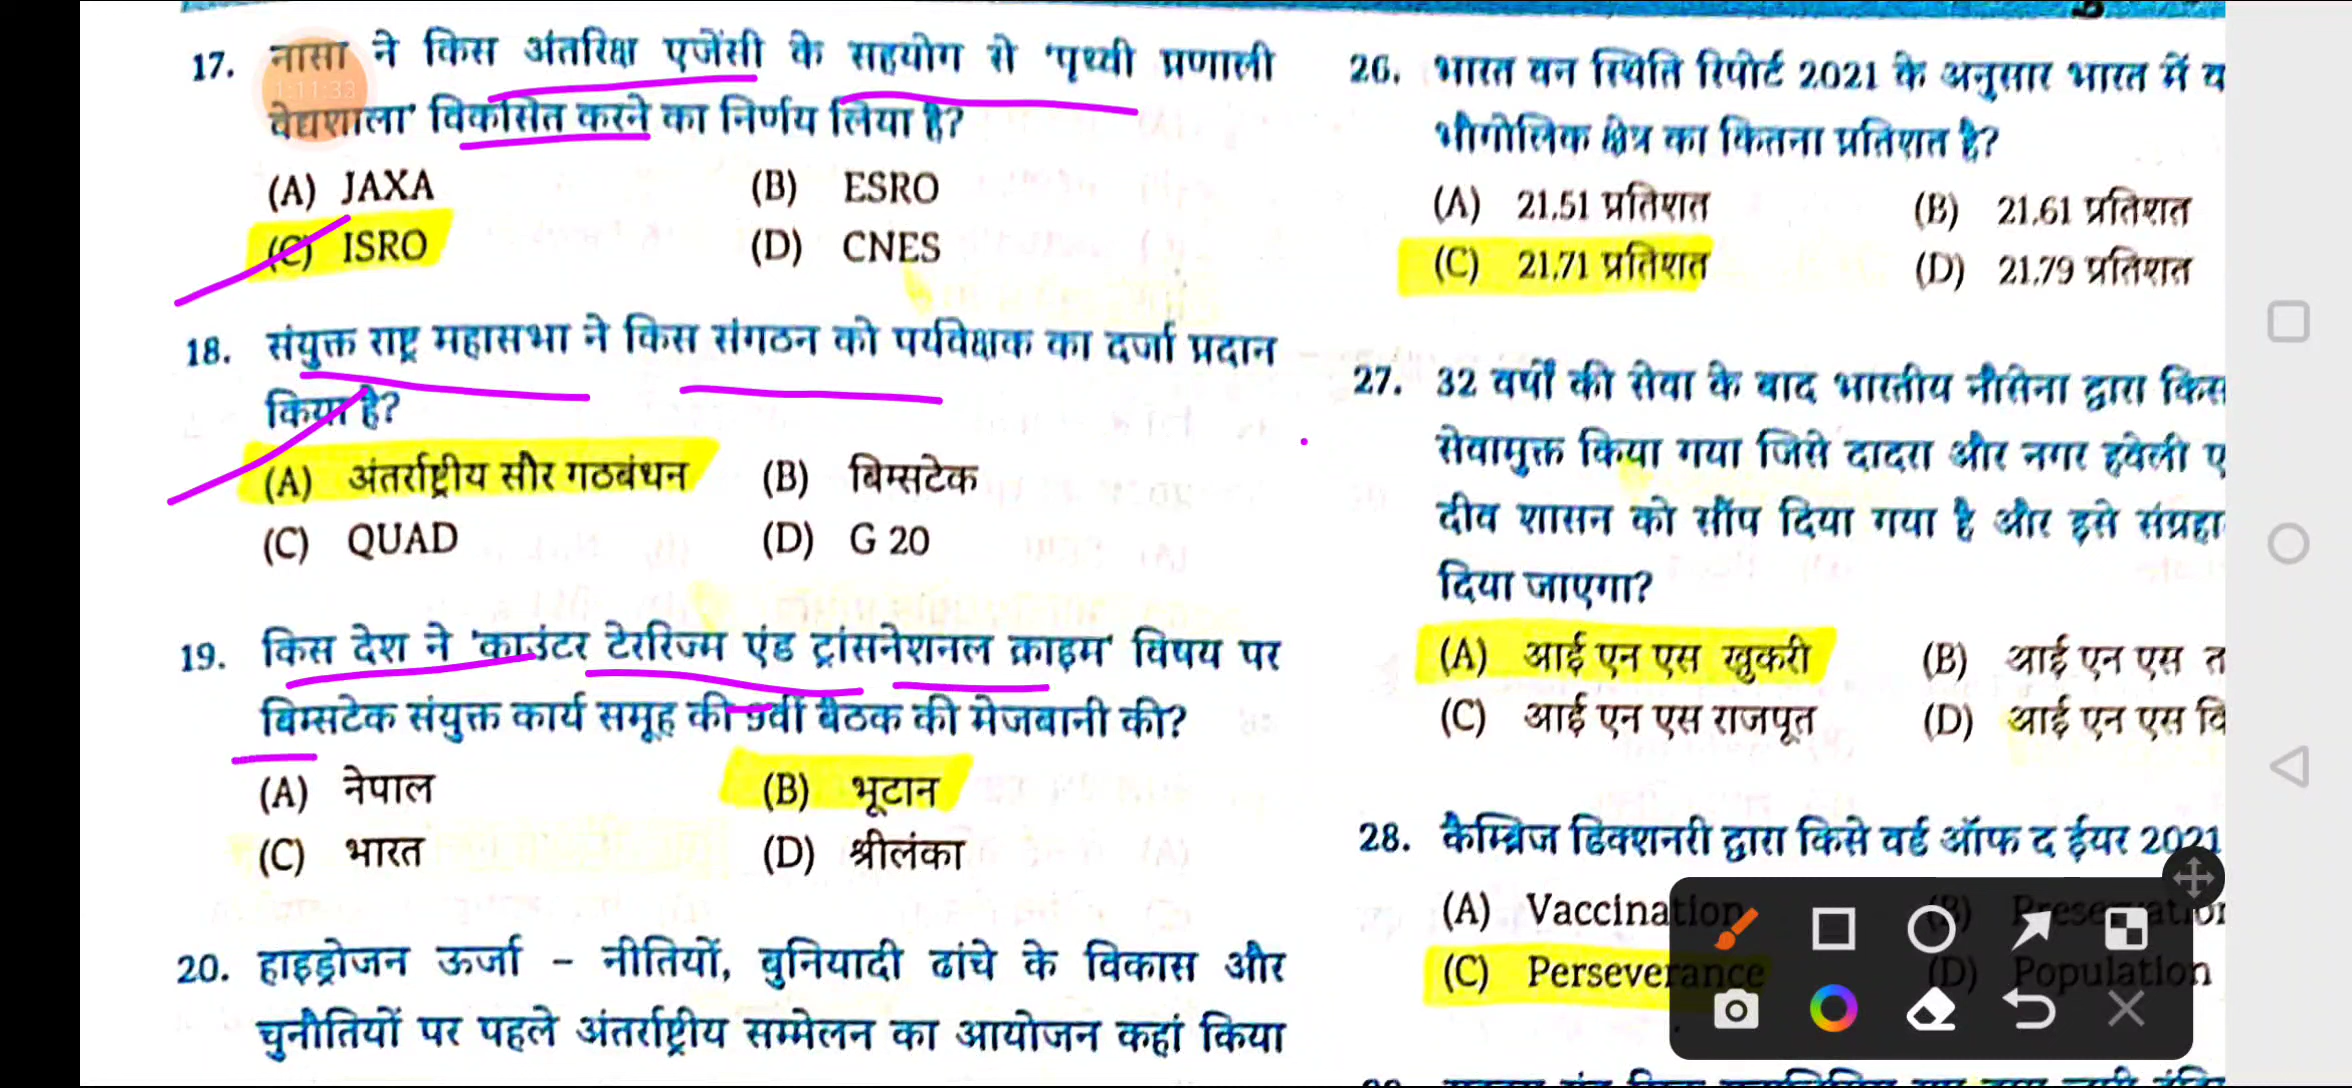 17. नासा ने किस अंतरिक्ष एजेंसी के सहयोग से 'पृथ्वी प्रणाली
वेधशाला' विकसित करने का निर्णय लिया है?
(A) JAXA (B) ESRO
(C) ISRO (D) CNES
18. संयुक्त राष्ट्र महासभा ने किस संगठन को पर्यवेक्षक का दर्जा प्रदान
किया है?
(A) अंतर्राष्ट्रीय सौर गठबंधन (B) बिम्सटेक
(C) QUAD (D) G 20
19. किस देश ने 'काउंटर टेररिज्म एंड ट्रांसनेशनल क्राइम' विषय पर
बिम्सटेक संयुक्त कार्य समूह की 9वीं बैठक की मेजबानी की?
(A) नेपाल (B) भूटान
(C) भारत (D) श्रीलंका
20. हाइड्रोजन ऊर्जा - नीतियों, बुनियादी ढांचे के विकास और
चुनौतियों पर पहले अंतर्राष्ट्रीय सम्मेलन का आयोजन कहां किया
26. भारत वन स्थिति रिपोर्ट 2021 के अनुसार भारत में व
भौगोलिक क्षेत्र का कितना प्रतिशत है?
(A) 21.51 प्रतिशत (B) 21.61 प्रतिशत
(C) 21.71 प्रतिशत (D) 21.79 प्रतिशत
27. 32 वर्षों की सेवा के बाद भारतीय नौसेना द्वारा किस
सेवामुक्त किया गया जिसे दादरा और नगर हवेली ए
दीव शासन को सौंप दिया गया है और इसे संग्रहा
दिया जाएगा?
(A) आई एन एस खुकरी (B) आई एन एस त
(C) आई एन एस राजपूत (D) आई एन एस वि
28. कैम्ब्रिज डिक्शनरी द्वारा किसे वर्ड ऑफ द ईयर 2021
(A) Vaccination (B)
(C) Perseverance (D) Population
1:11:33